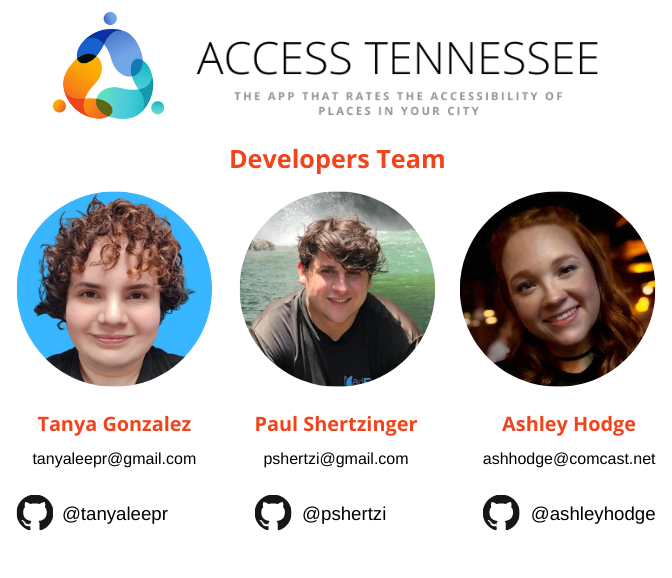 ACCESS TENNESSEE
THE APP THAT RATES THE ACCESSIBILITY OF
PLACES IN YOUR CITY
Developers Team
Tanya Gonzalez
Paul Shertzinger
Ashley Hodge
tanyaleepr@gmail.com
pshertzi@gmail.com
ashhodge@comcast.net
@tanyaleepr
@pshertzi
@ashleyhodge